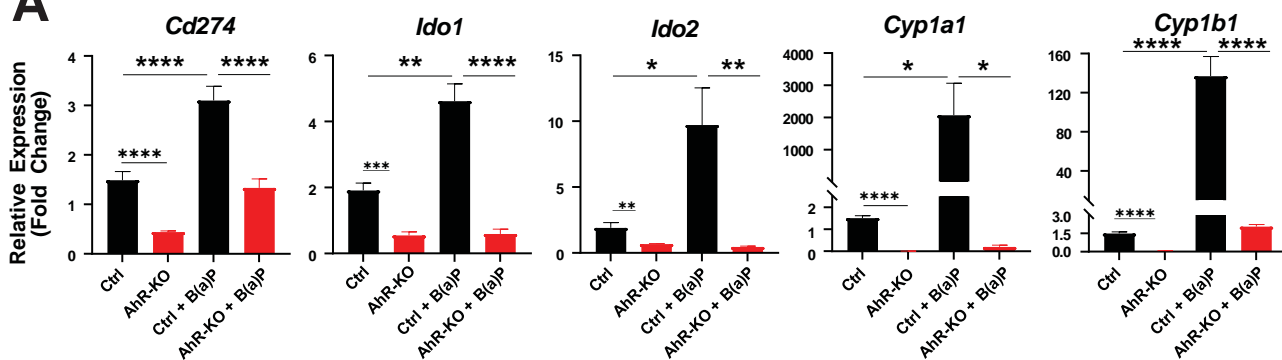 A
Cd274
Ido1
Ido2
Cyp1a1
Cyp1b1
Relative Expression
(Fold Change)
4
3
2
1
0
****
****
****
Ctrl
AhR-KO
Ctrl + B(a)P
AhR-KO + B(a)P
6
4
2
0
***
**
****
Ctrl
AhR-KO
Ctrl + B(a)P
AhR-KO + B(a)P
15
10
5
0
**
*
**
Ctrl
AhR-KO
Ctrl + B(a)P
AhR-KO + B(a)P
4000
3000
2000
1000
2
1
0
****
*
*
Ctrl
AhR-KO
Ctrl + B(a)P
AhR-KO + B(a)P
160
120
80
40
3.0
1.5
0.0
****
****
****
Ctrl
AhR-KO
Ctrl + B(a)P
AhR-KO + B(a)P